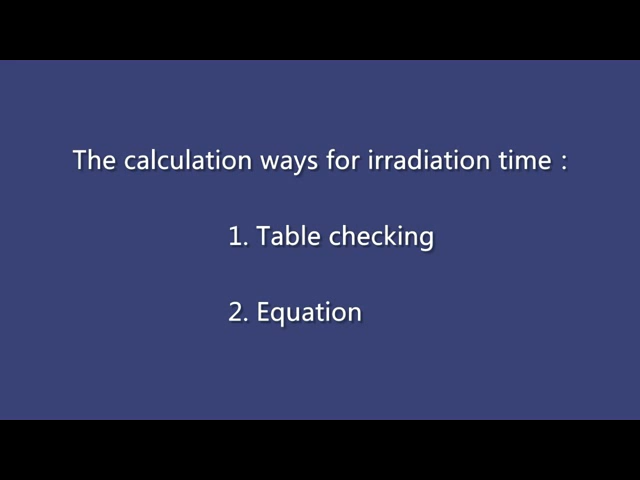 The calculation ways for irradiation time :
1. Table checking
2. Equation